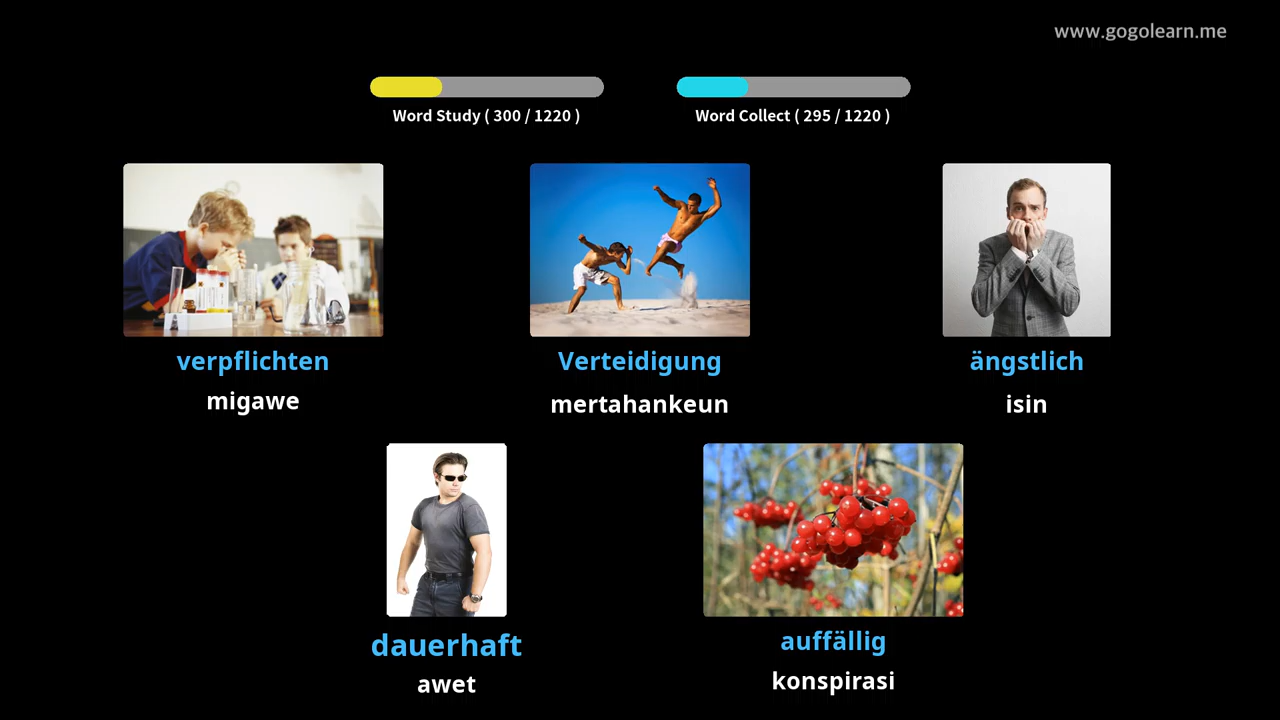 www.gogolearn.me
Word Study ( 300 / 1220 )
Word Collect ( 295 / 1220 )
verpflichten
migawe
Verteidigung
mertahankeun
ängstlich
isin
dauerhaft
awet
auffällig
konspirasi